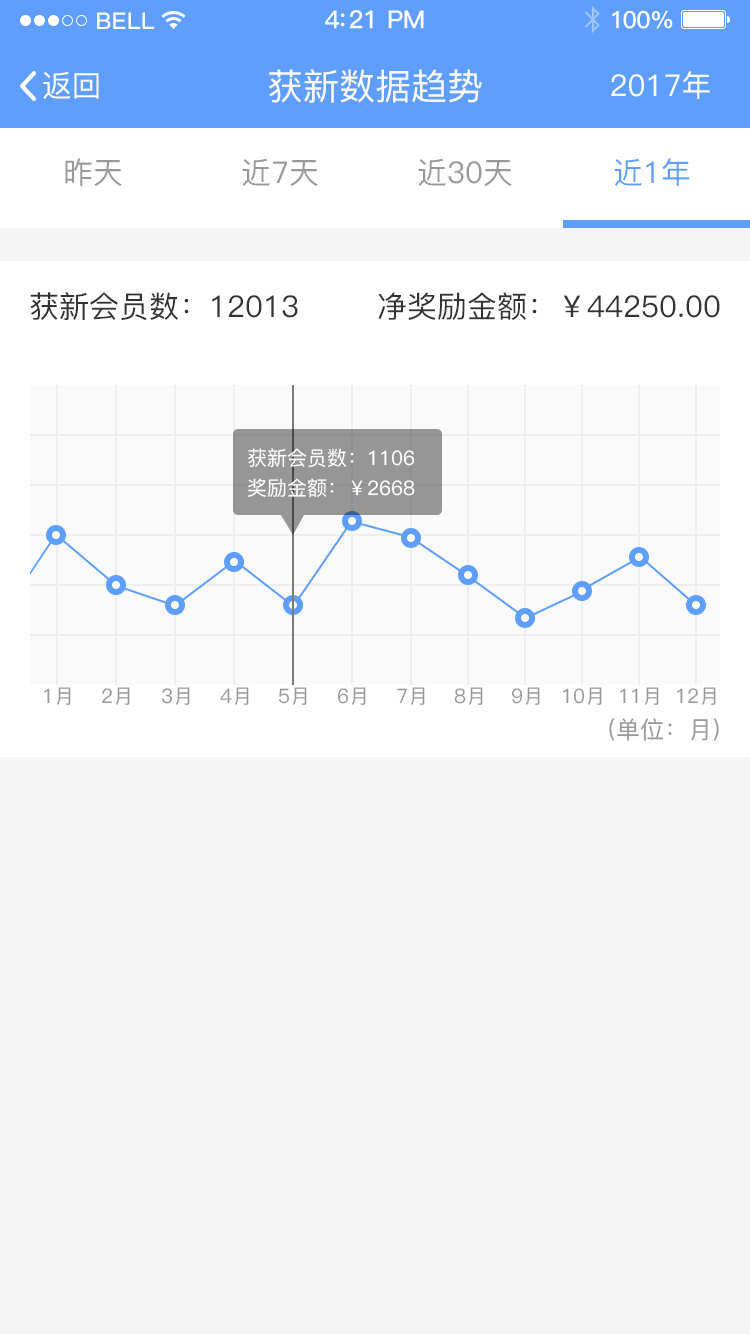 BELL 4:21 PM 100%
返回 获新数据趋势 2017年
昨天 近7天 近30天 近1年
获新会员数：12013 净奖励金额：￥44250.00
获新会员数：1106
奖励金额：￥2668
1月 2月 3月 4月 5月 6月 7月 8月 9月 10月 11月 12月
(单位：月)